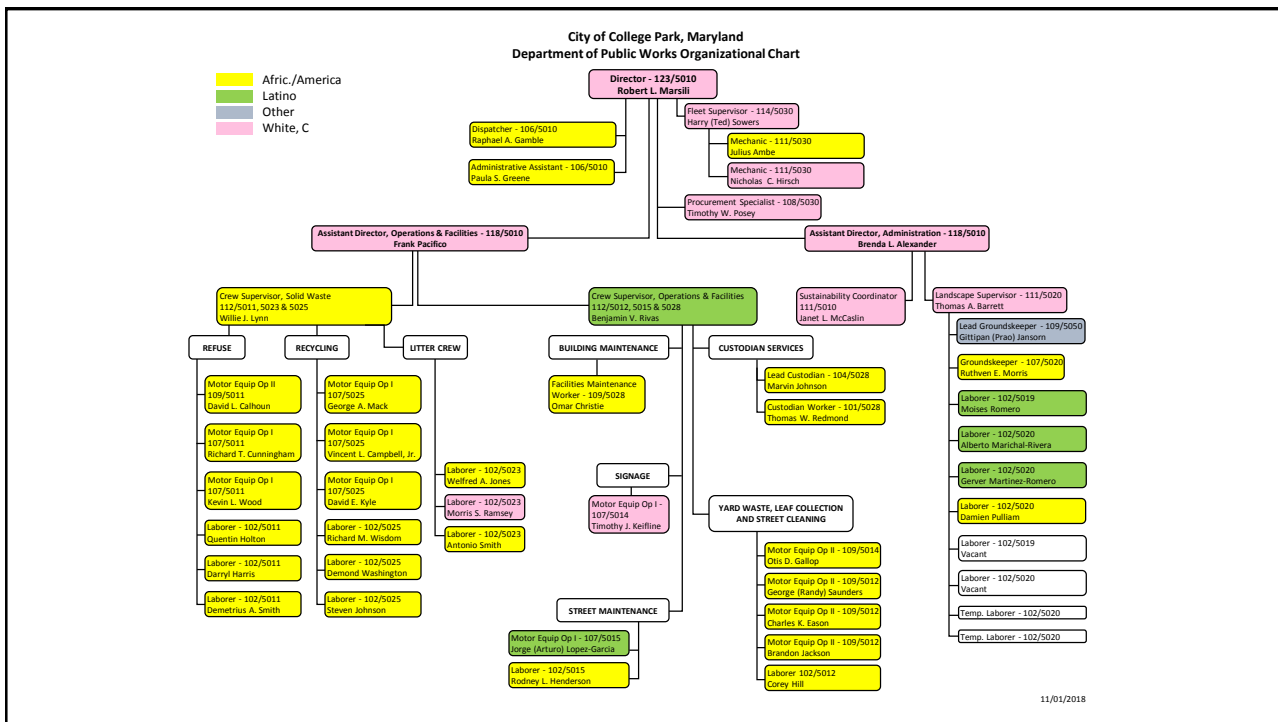 City of College Park, Maryland
Department of Public Works Organizational Chart
Afric./America
Latino
Other
White, C
Director - 123/5010
Robert L. Marsili
Fleet Supervisor - 114/5030
Harry (Ted) Sowers
Dispatcher - 106/5010
Raphael A. Gamble
Mechanic - 111/5030
Julius Ambe
Administrative Assistant - 106/5010
Paula S. Greene
Mechanic - 111/5030
Nicholas C. Hirsch
Procurement Specialist - 108/5030
Timothy W. Posey
Assistant Director, Operations & Facilities - 118/5010
Frank Pacifico
Assistant Director, Administration - 118/5010
Brenda L. Alexander
Crew Supervisor, Solid Waste
112/5011, 5023 & 5025
Willie J. Lynn
Crew Supervisor, Operations & Facilities
112/5012, 5015 & 5028
Benjamin V. Rivas
Sustainability Coordinator
111/5010
Janet L. McCaslin
Landscape Supervisor - 111/5020
Thomas A. Barrett
REFUSE
Motor Equip Op II
109/5011
David L. Calhoun
Motor Equip Op I
107/5011
Richard T. Cunningham
Motor Equip Op I
107/5011
Kevin L. Wood
Laborer - 102/5011
Quentin Holton
Laborer - 102/5011
Darryl Harris
Laborer - 102/5011
Demetrius A. Smith
RECYCLING
Motor Equip Op I
107/5025
George A. Mack
Motor Equip Op I
107/5025
Vincent L. Campbell, Jr.
Motor Equip Op I
107/5025
David E. Kyle
Laborer - 102/5025
Richard M. Wisdom
Laborer - 102/5025
Demond Washington
Laborer - 102/5025
Steven Johnson
LITTER CREW
Laborer - 102/5023
Welfred A. Jones
Laborer - 102/5023
Morris S. Ramsey
Laborer - 102/5023
Antonio Smith
BUILDING MAINTENANCE
Facilities Maintenance
Worker - 109/5028
Omar Christie
SIGNAGE
Motor Equip Op I -
107/5014
Timothy J. Keifline
STREET MAINTENANCE
Motor Equip Op I - 107/5015
Jorge (Arturo) Lopez-Garcia
Laborer - 102/5015
Rodney L. Henderson
CUSTODIAN SERVICES
Lead Custodian - 104/5028
Marvin Johnson
Custodian Worker - 101/5028
Thomas W. Redmond
YARD WASTE, LEAF COLLECTION
AND STREET CLEANING
Motor Equip Op II - 109/5014
Otis D. Gallop
Motor Equip Op II - 109/5012
George (Randy) Saunders
Motor Equip Op II - 109/5012
Charles K. Eason
Motor Equip Op II - 109/5012
Brandon Jackson
Laborer 102/5012
Corey Hill
Lead Groundskeeper - 109/5050
Gittipan (Prao) Jansorn
Groundskeeper - 107/5020
Ruthven E. Morris
Laborer - 102/5019
Moises Romero
Laborer - 102/5020
Alberto Marichal-Rivera
Laborer - 102/5020
Gerver Martinez-Romero
Laborer - 102/5020
Damien Pulliam
Laborer - 102/5019
Vacant
Laborer - 102/5020
Vacant
Temp. Laborer - 102/5020
Temp. Laborer - 102/5020
11/01/2018